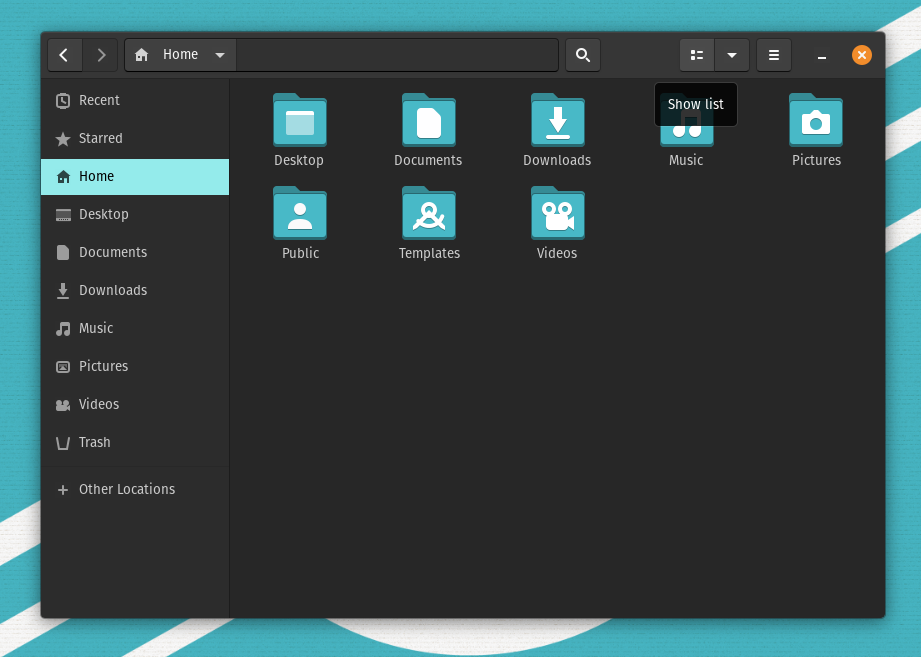 Home
Show list
Recent
Starred
Home
Desktop
Documents
Downloads
Music
Pictures
Videos
Trash
Other Locations
Desktop
Documents
Downloads
Music
Pictures
Public
Templates
Videos